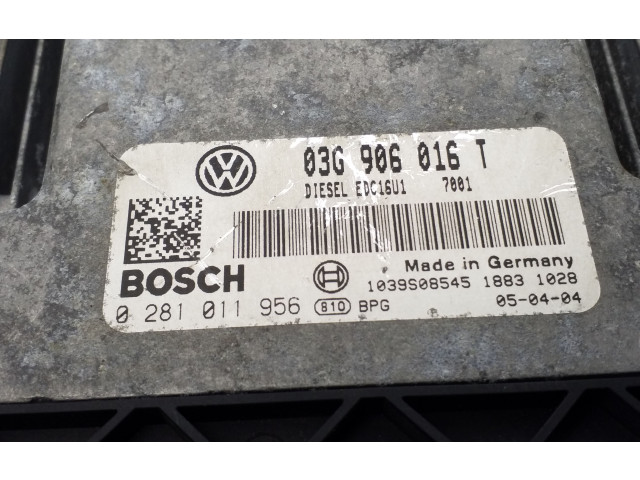 03G 906 016 T
DIESEL EDC16U1 7001
BOSCH
Made in Germany
1039S08545 1883 1028
0 281 011 956 810 BPG 05-04-04